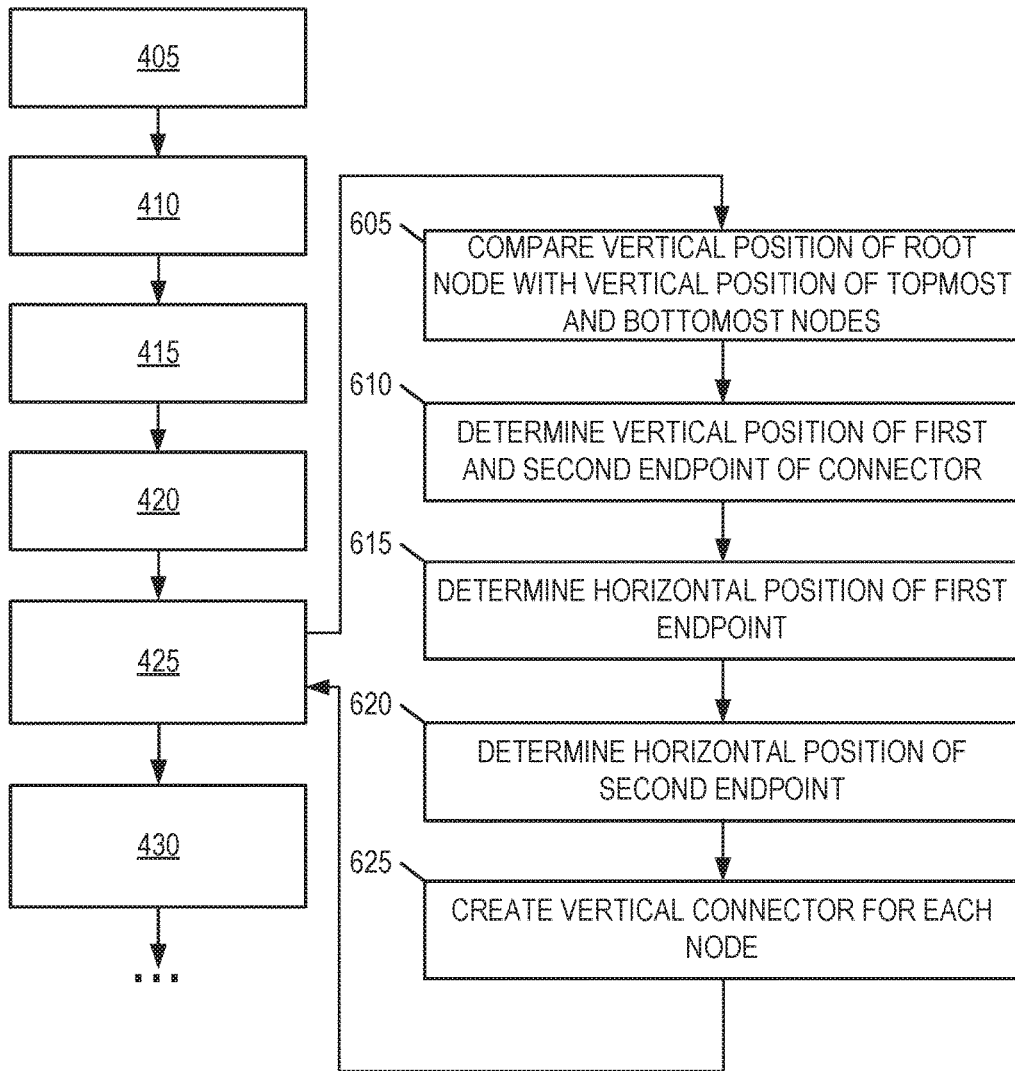 405
410
415
420
425
430
...
605
COMPARE VERTICAL POSITION OF ROOT
NODE WITH VERTICAL POSITION OF TOPMOST
AND BOTTOMOST NODES
610
DETERMINE VERTICAL POSITION OF FIRST
AND SECOND ENDPOINT OF CONNECTOR
615
DETERMINE HORIZONTAL POSITION OF FIRST
ENDPOINT
620
DETERMINE HORIZONTAL POSITION OF
SECOND ENDPOINT
625
CREATE VERTICAL CONNECTOR FOR EACH
NODE